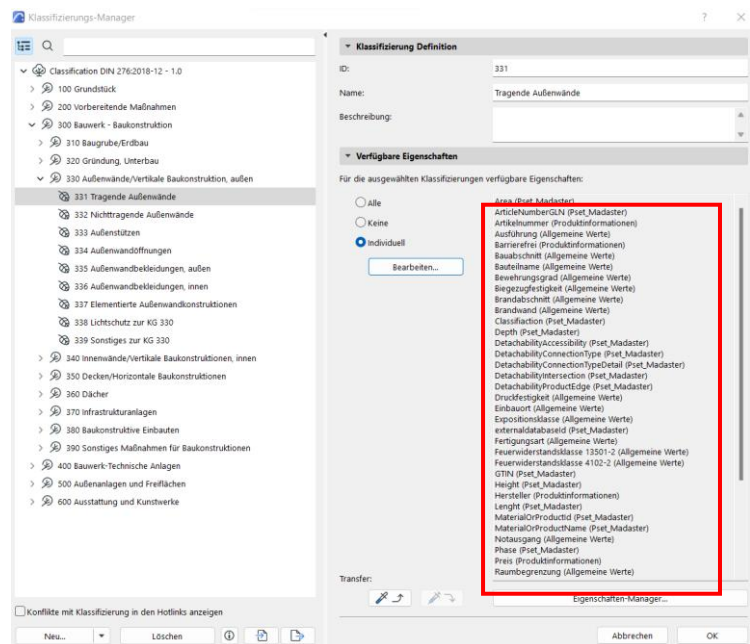 Klassifizierungs-Manager
Classification DIN 276:2018-12 - 1.0
100 Grundstück
200 Vorbereitende Maßnahmen
300 Bauwerk - Baukonstruktion
310 Baugrube/Erdbau
320 Gründung, Unterbau
330 Außenwände/Vertikale Baukonstruktion, außen
331 Tragende Außenwände
332 Nichttragende Außenwände
333 Außenstützen
334 Außenwandöffnungen
335 Außenwandbekleidungen, außen
336 Außenwandbekleidungen, innen
337 Elementierte Außenwandkonstruktionen
338 Lichtschutz zur KG 330
339 Sonstiges zur KG 330
340 Innenwände/Vertikale Baukonstruktionen, innen
350 Decken/Horizontale Baukonstruktionen
360 Dächer
370 Infrastrukturanlagen
380 Baukonstruktive Einbauten
390 Sonstiges Maßnahmen für Baukonstruktionen
400 Bauwerk-Technische Anlagen
500 Außenanlagen und Freiflächen
600 Ausstattung und Kunstwerke
Konflikte mit Klassifizierung in den Hotlinks anzeigen
Neu...
Löschen
Klassifizierung Definition
ID:
331
Name:
Tragende Außenwände
Beschreibung:
Verfügbare Eigenschaften
Für die ausgewählten Klassifizierungen verfügbare Eigenschaften:
Alle
Keine
Individuell
Bearbeiten...
Area (Pset_Madaster)
ArticleNumberGLN (Pset_Madaster)
Artikelnummer (Produktinformationen)
Ausführung (Allgemeine Werte)
Barrierefrei (Produktinformationen)
Bauabschnitt (Allgemeine Werte)
Bauteilname (Allgemeine Werte)
Bewehrungsgrad (Allgemeine Werte)
Biegezugfestigkeit (Allgemeine Werte)
Brandabschnitt (Allgemeine Werte)
Brandwand (Allgemeine Werte)
Classifiaction (Pset_Madaster)
Depth (Pset_Madaster)
DetachabilityAccessibility (Pset_Madaster)
DetachabilityConnectionType (Pset_Madaster)
DetachabilityConnectionTypeDetail (Pset_Madaster)
DetachabilityIntersection (Pset_Madaster)
DetachabilityProductEdge (Pset_Madaster)
Druckfestigkeit (Allgemeine Werte)
Einbauort (Allgemeine Werte)
Expositionsklasse (Allgemeine Werte)
externaldatabaseId (Pset_Madaster)
Fertigungsart (Allgemeine Werte)
Feuerwiderstandsklasse 13501-2 (Allgemeine Werte)
Feuerwiderstandsklasse 4102-2 (Allgemeine Werte)
GTIN (Pset_Madaster)
Height (Pset_Madaster)
Hersteller (Produktinformationen)
Lenght (Pset_Madaster)
MaterialOrProductId (Pset_Madaster)
MaterialOrProductName (Pset_Madaster)
Notausgang (Allgemeine Werte)
Phase (Pset_Madaster)
Preis (Produktinformationen)
Raumbegrenzung (Allgemeine Werte)
Transfer:
Eigenschaften-Manager...
Abbrechen
OK